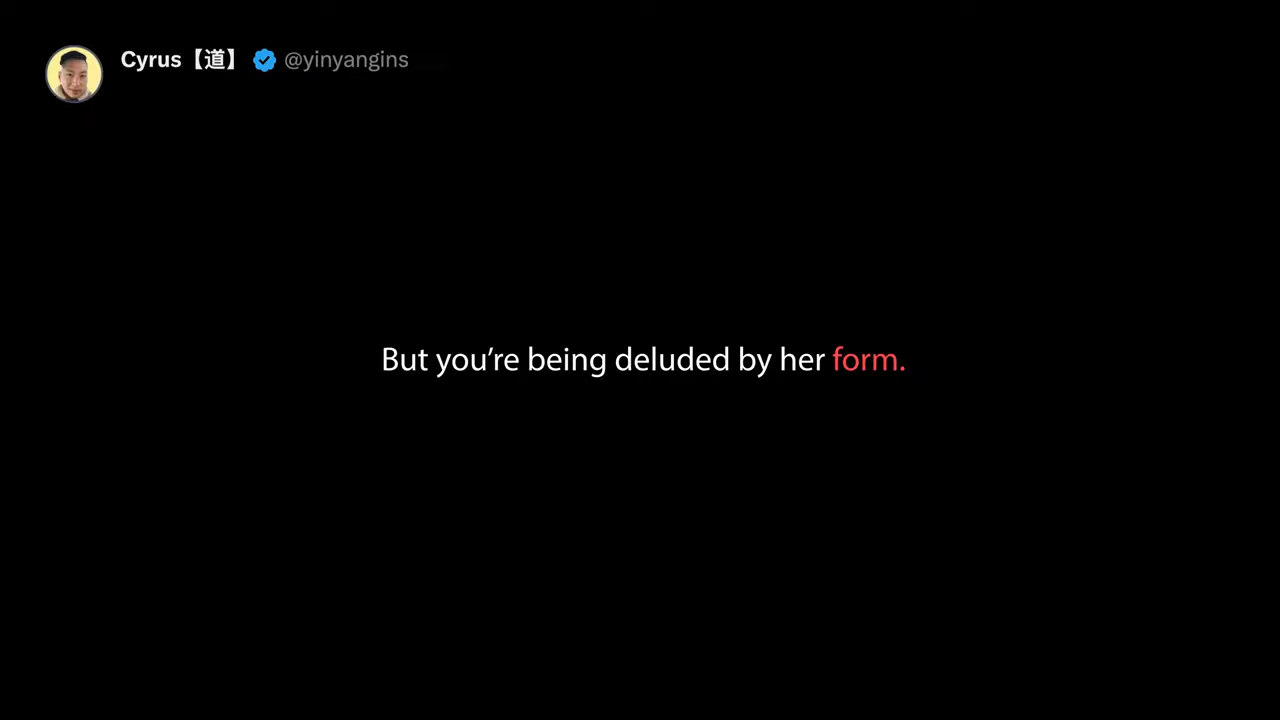 Cyrus【道】 @yinyangins
But you’re being deluded by her form.